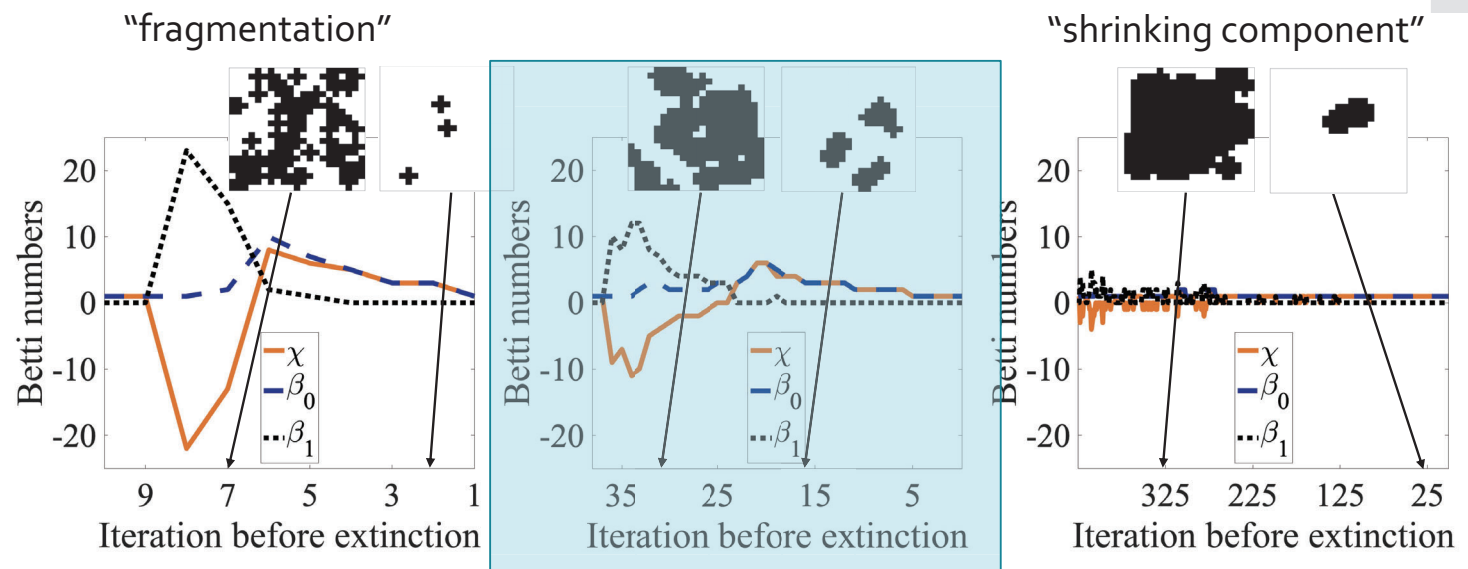 “fragmentation”
“shrinking component”
Betti numbers
20
10
0
-10
-20
χ
β0
β1
9 7 5 3 1
Iteration before extinction
Betti numbers
20
10
0
-10
-20
χ
β0
β1
35 25 15 5
Iteration before extinction
Betti numbers
20
10
0
-10
-20
χ
β0
β1
325 225 125 25
Iteration before extinction